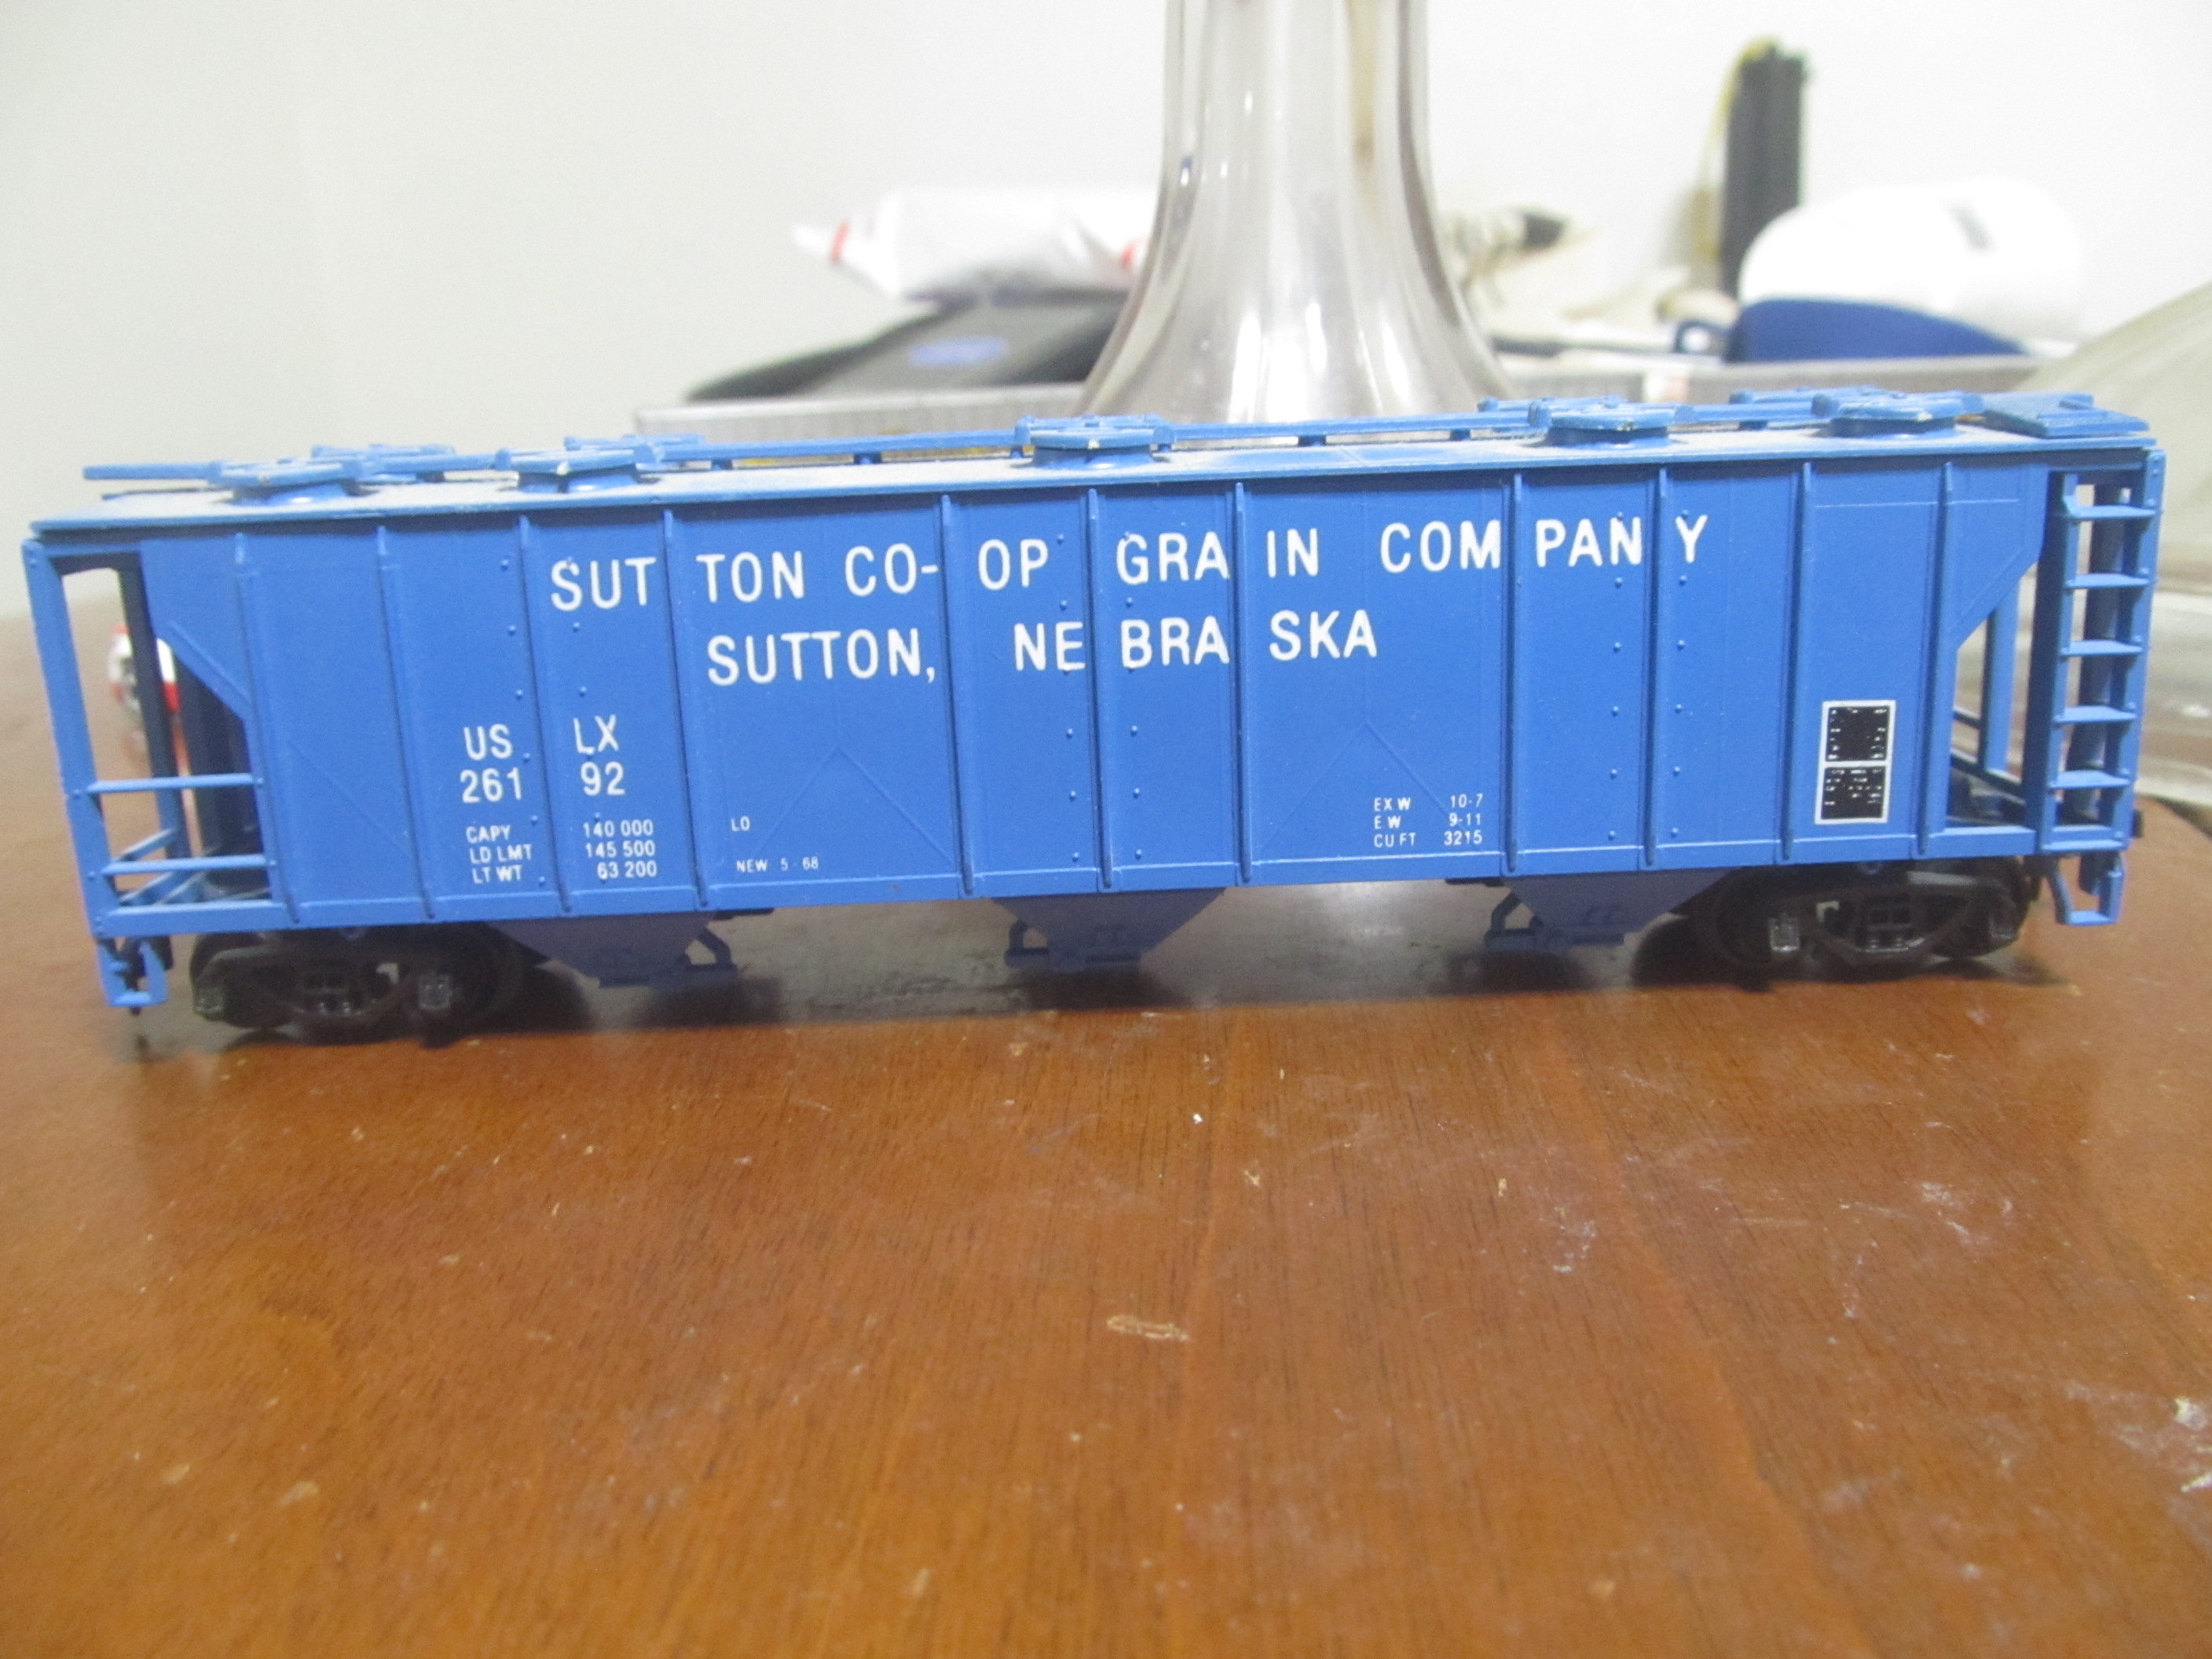 SUTTON CO-OP GRAIN COMPANY
SUTTON, NEBRASKA
USLX
26192
CAPY 140 000
LD LMT 145 500
LT WT 63 200
LO
NEW 5-68
EXW 10-7
EW 9-11
CU FT 3215